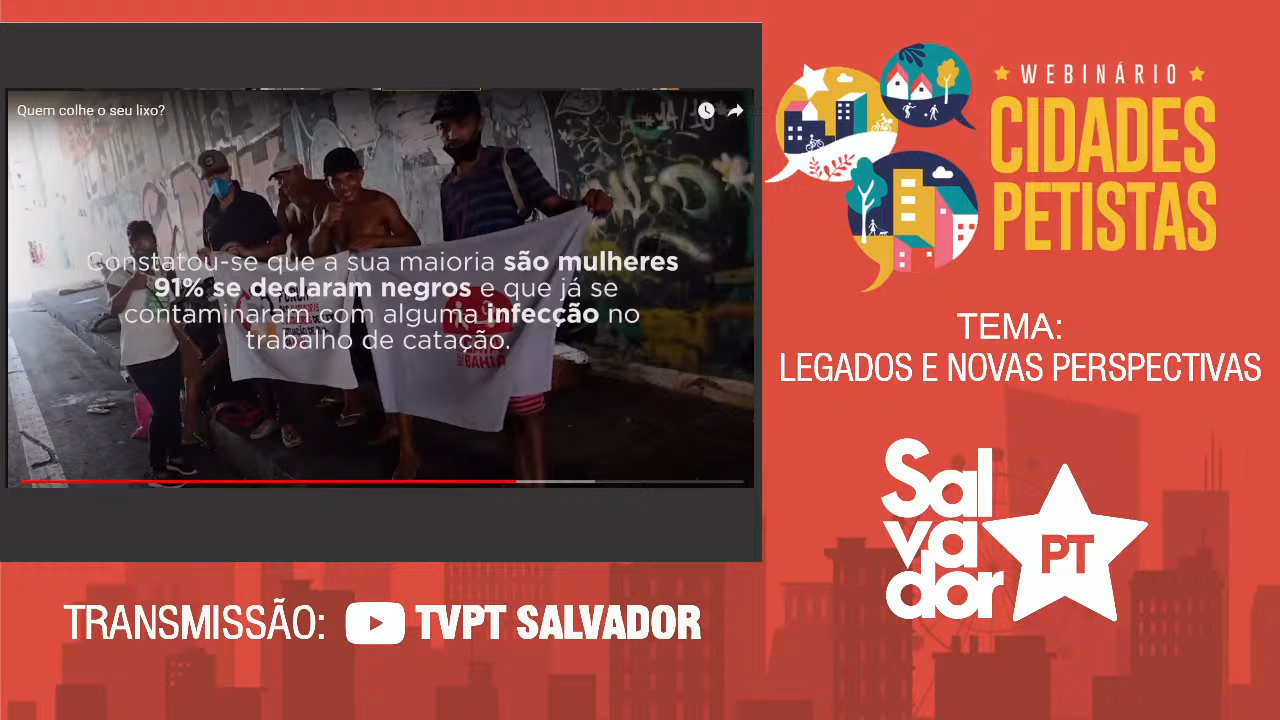 Quem colhe o seu lixo?
Constatou-se que a sua maioria são mulheres
91% se declaram negros e que já se
contaminaram com alguma infecção no
trabalho de catação.
WEBINÁRIO
CIDADES
PETISTAS
TEMA:
LEGADOS E NOVAS PERSPECTIVAS
Sal
va
dor
PT
TRANSMISSÃO: TVPT SALVADOR
BAHIA